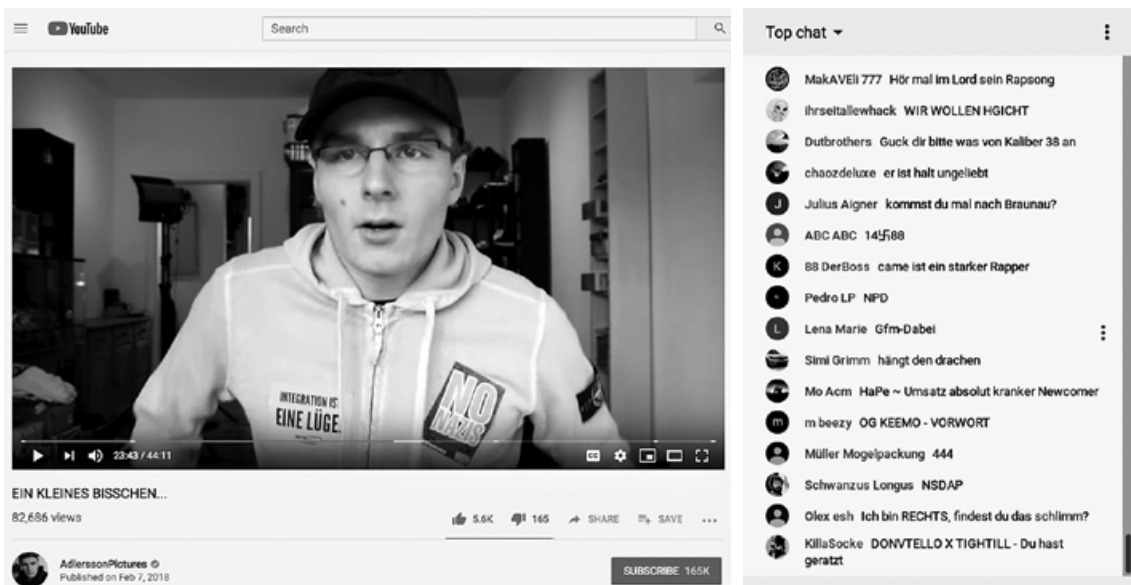 YouTube
Search
INTEGRATION IST
EINE LÜGE.
NO
NAZIS
23:43 / 44:11
EIN KLEINES BISSCHEN...
82,686 views
5.6K
165
SHARE
SAVE
AdlerssonPictures
Published on Feb 7, 2018
SUBSCRIBE 165K
Top chat
MakAVEli 777 Hör mal im Lord sein Rapsong
ihrseitallewhack WIR WOLLEN HGICHT
Dutbrothers Guck dir bitte was von Kaliber 38 an
chaozdeluxe er ist halt ungeliebt
J Julius Aigner kommst du mal nach Braunau?
ABC ABC 14卐88
K 88 DerBoss came ist ein starker Rapper
Pedro LP NPD
L Lena Marie Gfm-Dabei
Simi Grimm hängt den drachen
Mo Acm HaPe ~ Umsatz absolut kranker Newcomer
m m beezy OG KEEMO - VORWORT
Müller Mogelpackung 444
Schwanzus Longus NSDAP
Olex esh Ich bin RECHTS, findest du das schlimm?
KillaSocke DONVTELLO X TIGHTILL - Du hast
geratzt